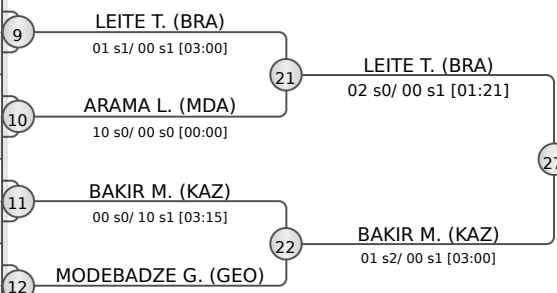 LEITE T. (BRA)
9
01 s1/ 00 s1 [03:00]
21
LEITE T. (BRA)
02 s0/ 00 s1 [01:21]
ARAMA L. (MDA)
10
10 s0/ 00 s0 [00:00]
27
BAKIR M. (KAZ)
11
00 s0/ 10 s1 [03:15]
22
BAKIR M. (KAZ)
01 s2/ 00 s1 [03:00]
MODEBADZE G. (GEO)
12